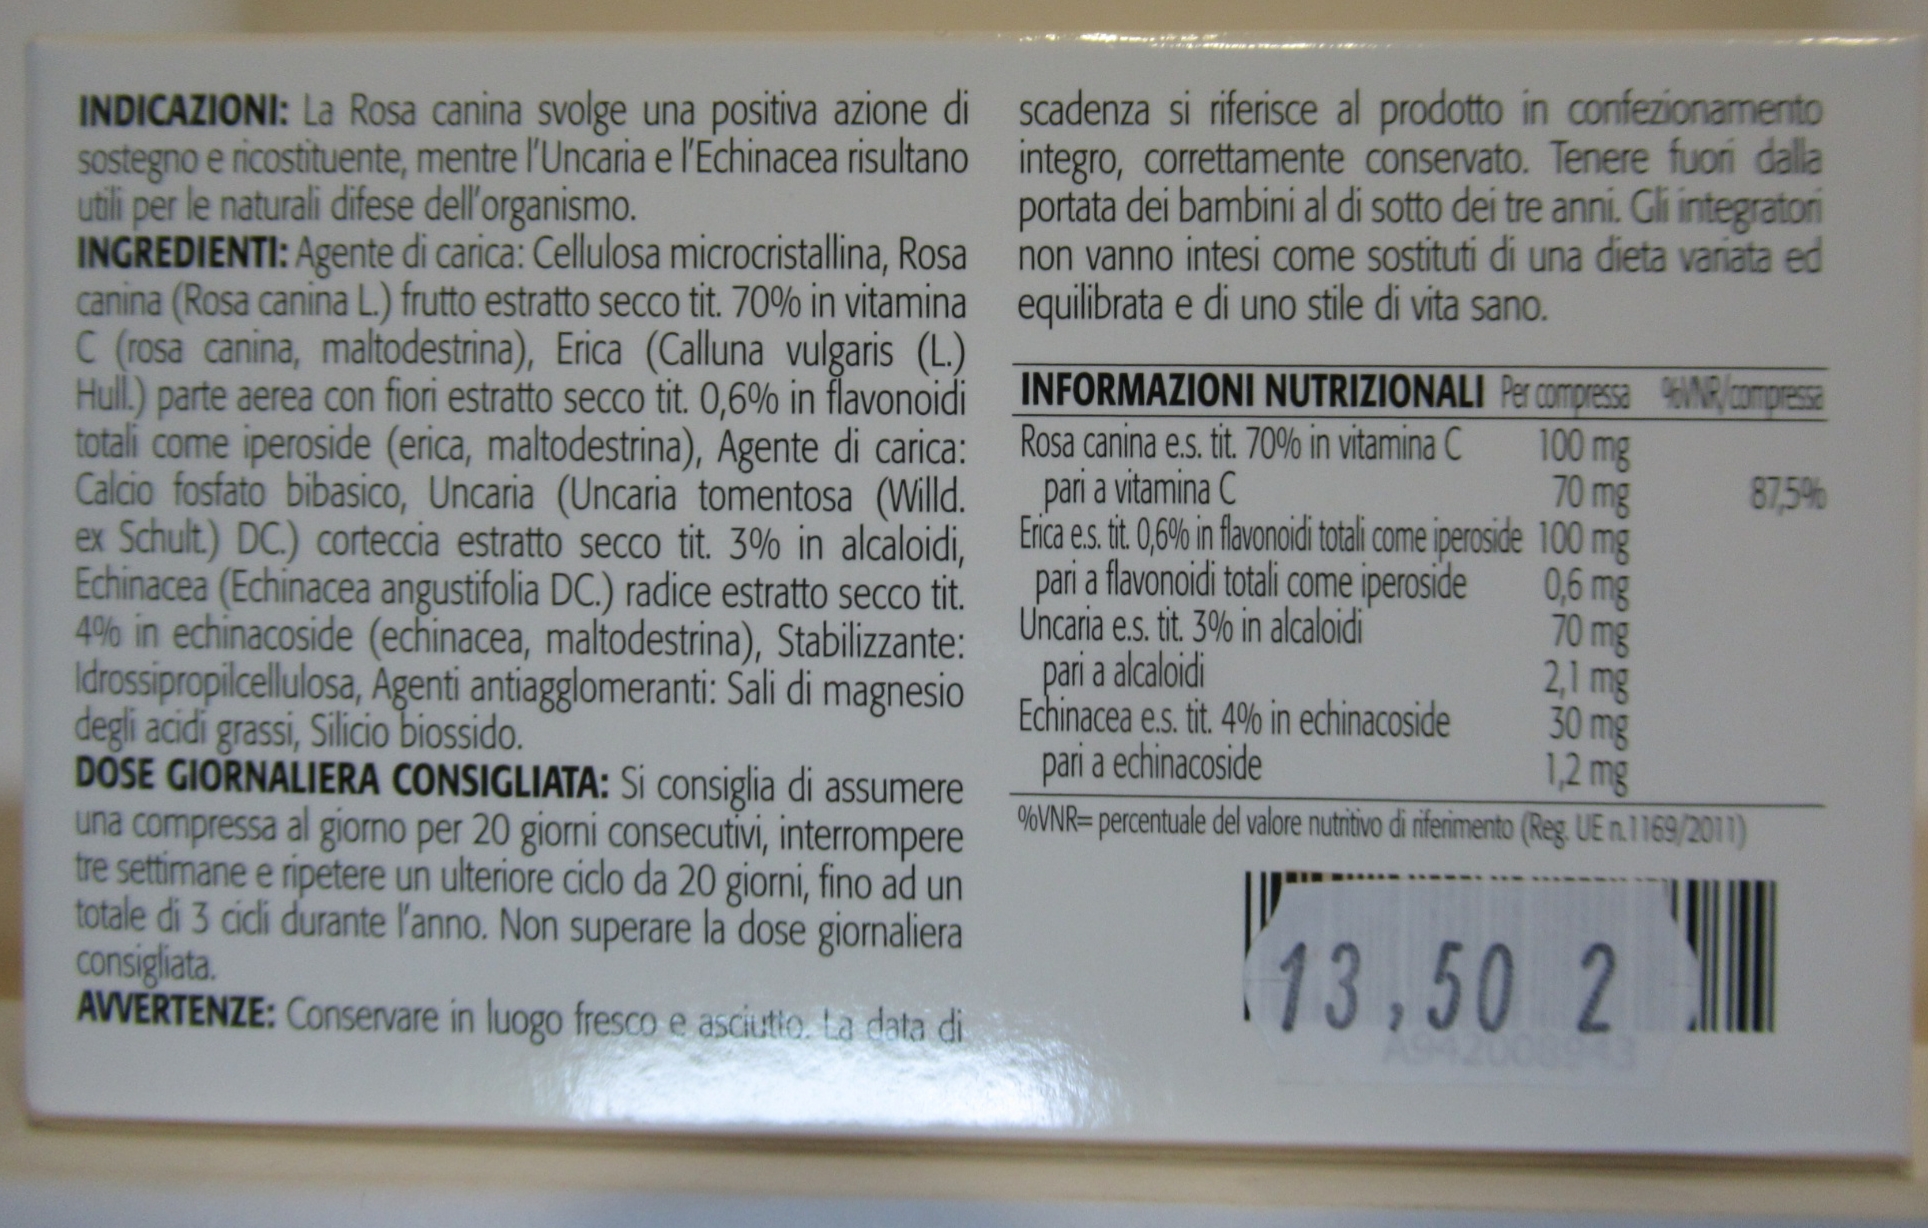 INDICAZIONI: La Rosa canina svolge una positiva azione di
sostegno e ricostituente, mentre l'Uncaria e l'Echinacea risultano
utili per le naturali difese dell'organismo.
INGREDIENTI: Agente di carica: Cellulosa microcristallina, Rosa
canina (Rosa canina L.) frutto estratto secco tit. 70% in vitamina
C (rosa canina, maltodestrina), Erica (Calluna vulgaris (L.)
Hull.) parte aerea con fiori estratto secco tit. 0,6% in flavonoidi
totali come iperoside (erica, maltodestrina), Agente di carica:
Calcio fosfato bibasico, Uncaria (Uncaria tomentosa (Willd.
ex Schult.) DC.) corteccia estratto secco tit. 3% in alcaloidi,
Echinacea (Echinacea angustifolia DC.) radice estratto secco tit.
4% in echinacoside (echinacea, maltodestrina), Stabilizzante:
Idrossipropilcellulosa, Agenti antiagglomeranti: Sali di magnesio
degli acidi grassi, Silicio biossido.
DOSE GIORNALIERA CONSIGLIATA: Si consiglia di assumere
una compressa al giorno per 20 giorni consecutivi, interrompere
tre settimane e ripetere un ulteriore ciclo da 20 giorni, fino ad un
totale di 3 cicli durante l'anno. Non superare la dose giornaliera
consigliata.
AVVERTENZE: Conservare in luogo fresco e asciutto. La data di
scadenza si riferisce al prodotto in confezionamento
integro, correttamente conservato. Tenere fuori dalla
portata dei bambini al di sotto dei tre anni. Gli integratori
non vanno intesi come sostituti di una dieta variata ed
equilibrata e di uno stile di vita sano.
INFORMAZIONI NUTRIZIONALI Per compressa %VNR/compressa
Rosa canina e.s. tit. 70% in vitamina C 100 mg
pari a vitamina C 70 mg 87,5%
Erica e.s. tit. 0,6% in flavonoidi totali come iperoside 100 mg
pari a flavonoidi totali come iperoside 0,6 mg
Uncaria e.s. tit. 3% in alcaloidi 70 mg
pari a alcaloidi 2,1 mg
Echinacea e.s. tit. 4% in echinacoside 30 mg
pari a echinacoside 1,2 mg
%VNR= percentuale del valore nutritivo di riferimento (Reg. UE n.1169/2011)
13,50 2
A942008943